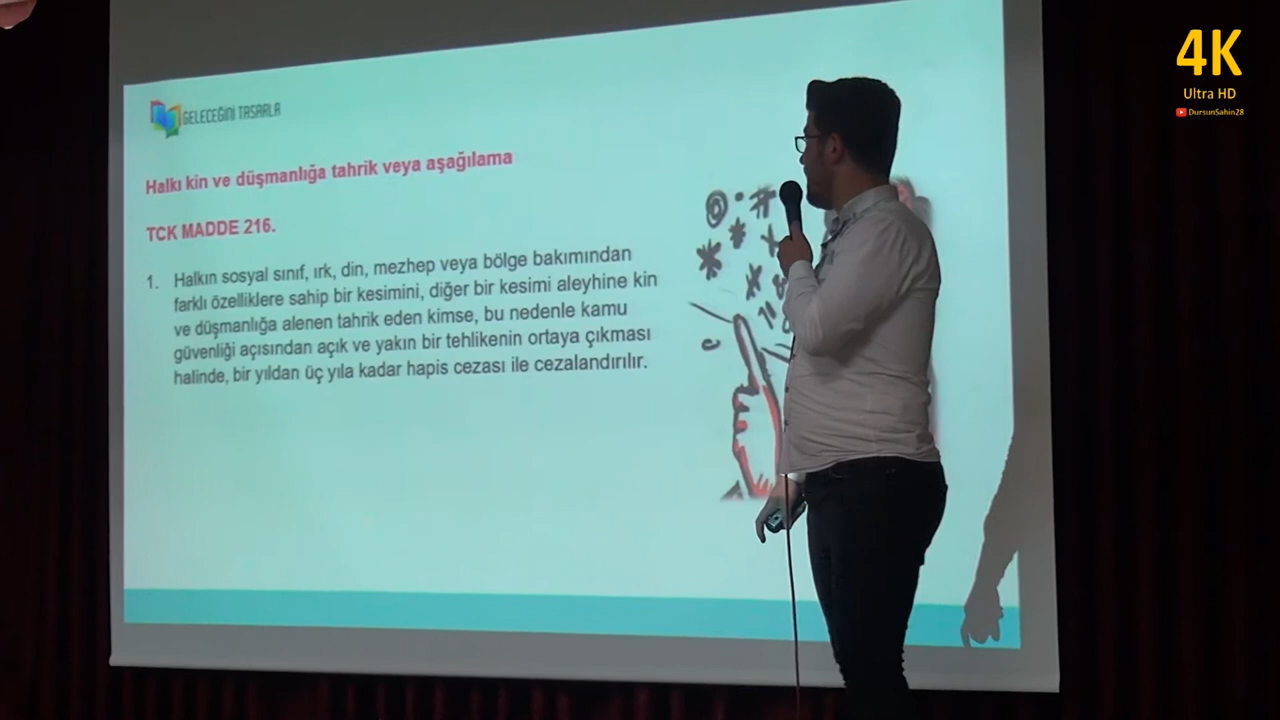 4K
Ultra HD
DursunSahin28
GELECEĞİNİ TASARLA
Halkı kin ve düşmanlığa tahrik veya aşağılama
TCK MADDE 216.
1. Halkın sosyal sınıf, ırk, din, mezhep veya bölge bakımından
farklı özelliklere sahip bir kesimini, diğer bir kesimi aleyhine kin
ve düşmanlığa alenen tahrik eden kimse, bu nedenle kamu
güvenliği açısından açık ve yakın bir tehlikenin ortaya çıkması
halinde, bir yıldan üç yıla kadar hapis cezası ile cezalandırılır.